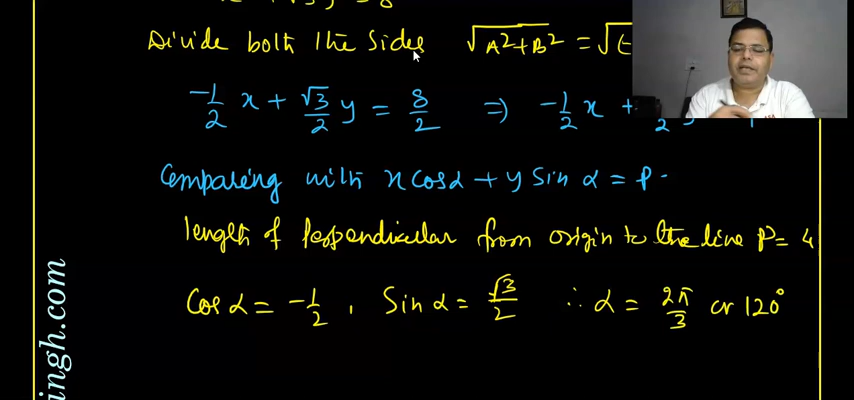 Divide both the sides √A²+B² = √(
-1/2 x + √3/2 y = 8/2 ⇒ -1/2 x +
Comparing with x Cosα + y Sin α = P.
length of perpendicular from origin to the line P = 4
Cos α = -1/2 , Sin α = √3/2 ∴ α = 2π/3 or 120°
ingh.com